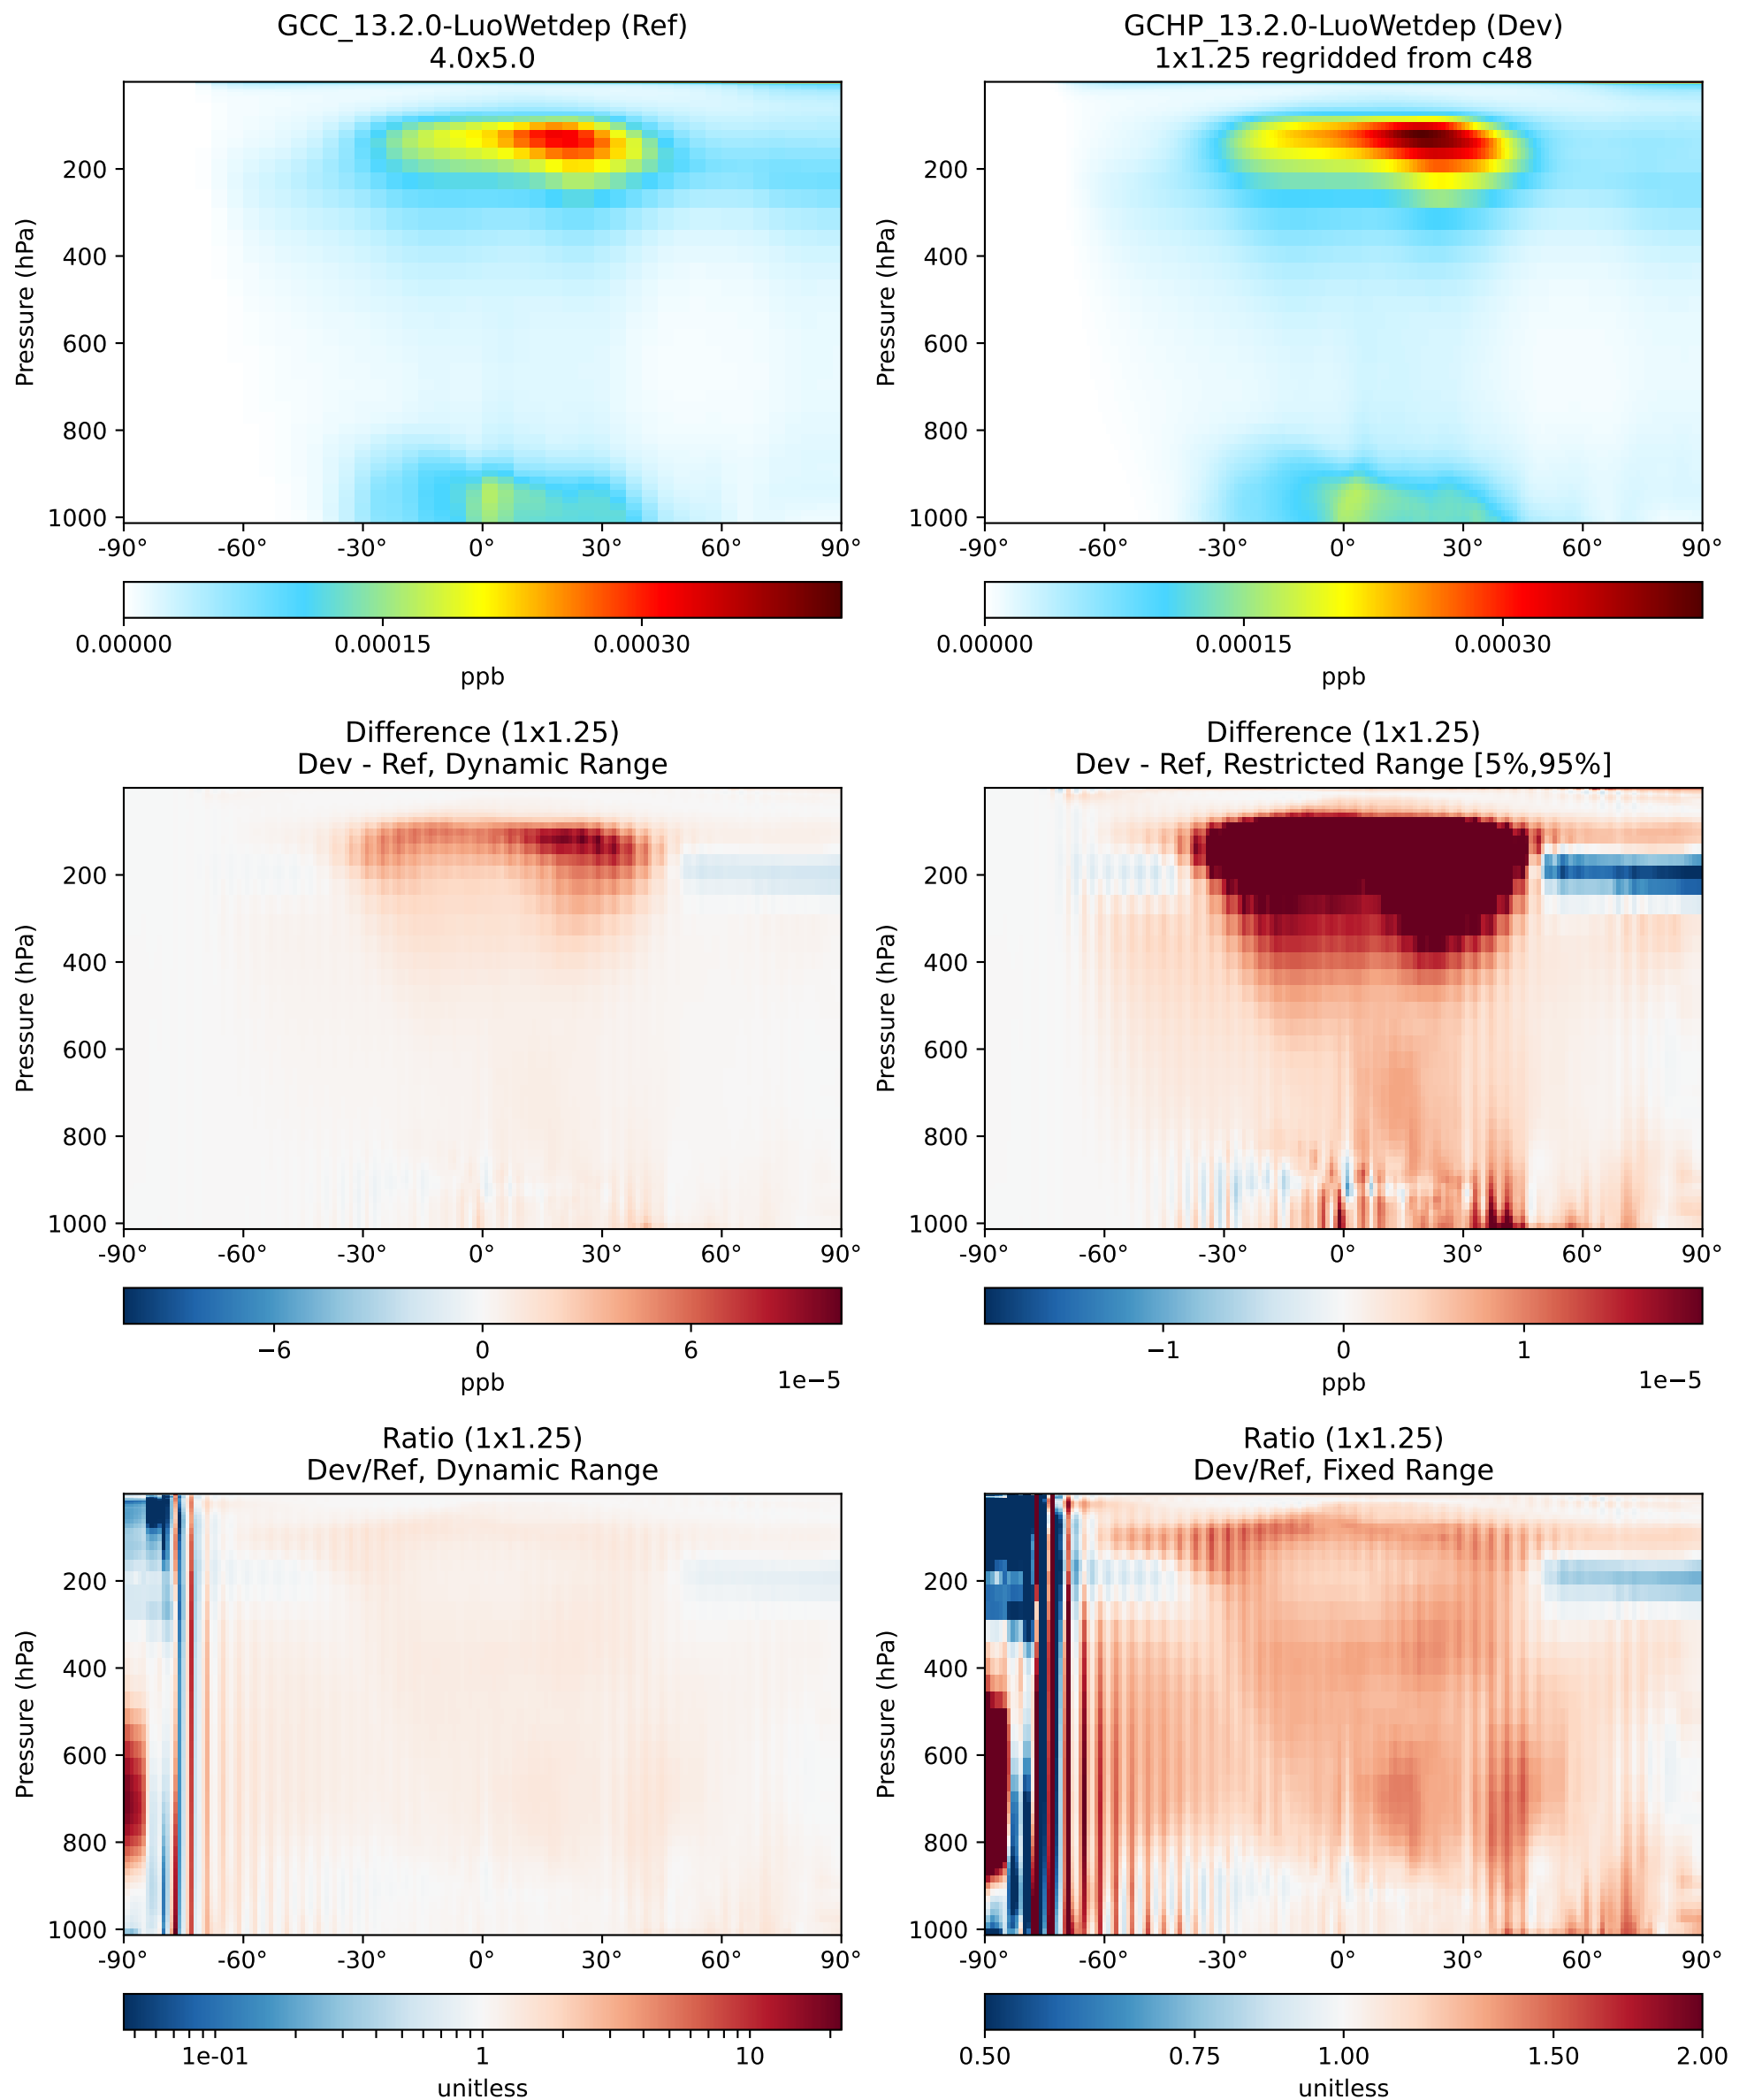 GCC_13.2.0-LuoWetdep (Ref)
4.0x5.0
Pressure (hPa)
200
400
600
800
1000
-90° -60° -30° 0° 30° 60° 90°
0.00000 0.00015 0.00030
ppb
GCHP_13.2.0-LuoWetdep (Dev)
1x1.25 regridded from c48
Pressure (hPa)
200
400
600
800
1000
-90° -60° -30° 0° 30° 60° 90°
0.00000 0.00015 0.00030
ppb
Difference (1x1.25)
Dev - Ref, Dynamic Range
Pressure (hPa)
200
400
600
800
1000
-90° -60° -30° 0° 30° 60° 90°
−6 0 6
ppb
1e−5
Difference (1x1.25)
Dev - Ref, Restricted Range [5%,95%]
Pressure (hPa)
200
400
600
800
1000
-90° -60° -30° 0° 30° 60° 90°
−1 0 1
ppb
1e−5
Ratio (1x1.25)
Dev/Ref, Dynamic Range
Pressure (hPa)
200
400
600
800
1000
-90° -60° -30° 0° 30° 60° 90°
1e-01 1 10
unitless
Ratio (1x1.25)
Dev/Ref, Fixed Range
Pressure (hPa)
200
400
600
800
1000
-90° -60° -30° 0° 30° 60° 90°
0.50 0.75 1.00 1.50 2.00
unitless